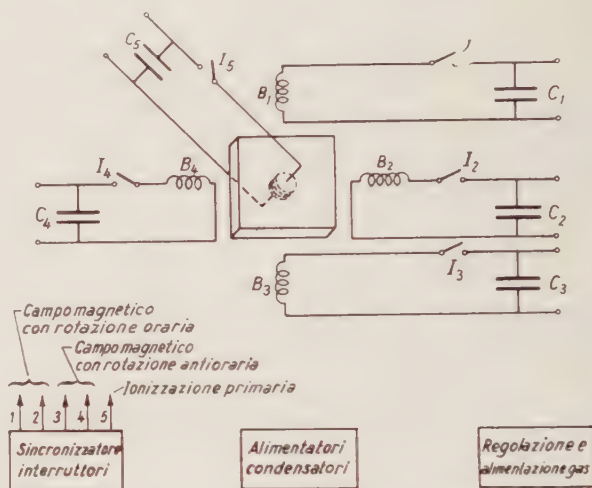 C5
I5
B1
C1
I4
B4
B2
I2
C4
C2
I3
B3
C3
Campo magnetico
con rotazione oraria
Campo magnetico
con rotazione antioraria
Ionizzazione primaria
1 2 3 4 5
Sincronizzatore
interruttori
Alimentatori
condensatori
Regolazione e
alimentazione gas